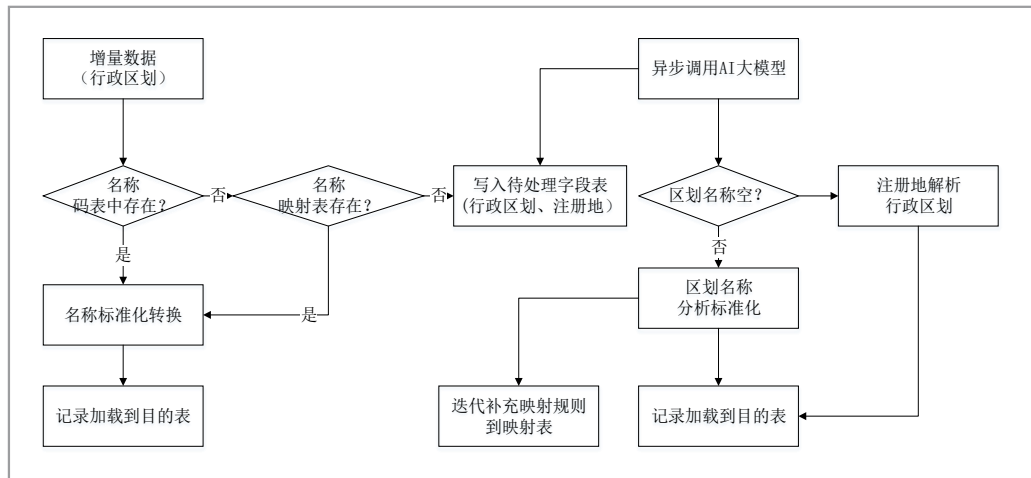 增量数据
（行政区划）
异步调用AI大模型
名称
码表中存在？
否
名称
映射表存在？
否
写入待处理字段表
(行政区划、注册地）
区划名称空？
注册地解析
行政区划
是
否
名称标准化转换
是
区划名称
分析标准化
记录加载到目的表
迭代补充映射规则
到映射表
记录加载到目的表